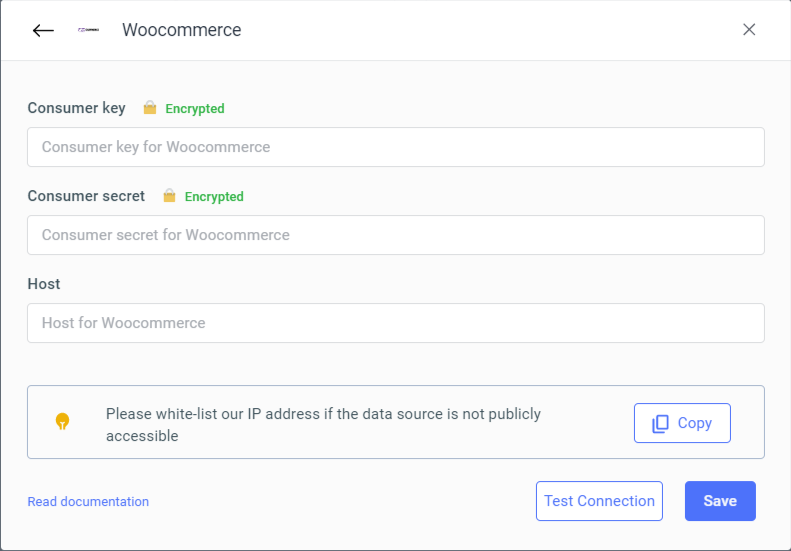 Woocommerce
Consumer key Encrypted
Consumer key for Woocommerce
Consumer secret Encrypted
Consumer secret for Woocommerce
Host
Host for Woocommerce
Please white-list our IP address if the data source is not publicly
accessible
Copy
Read documentation
Test Connection
Save